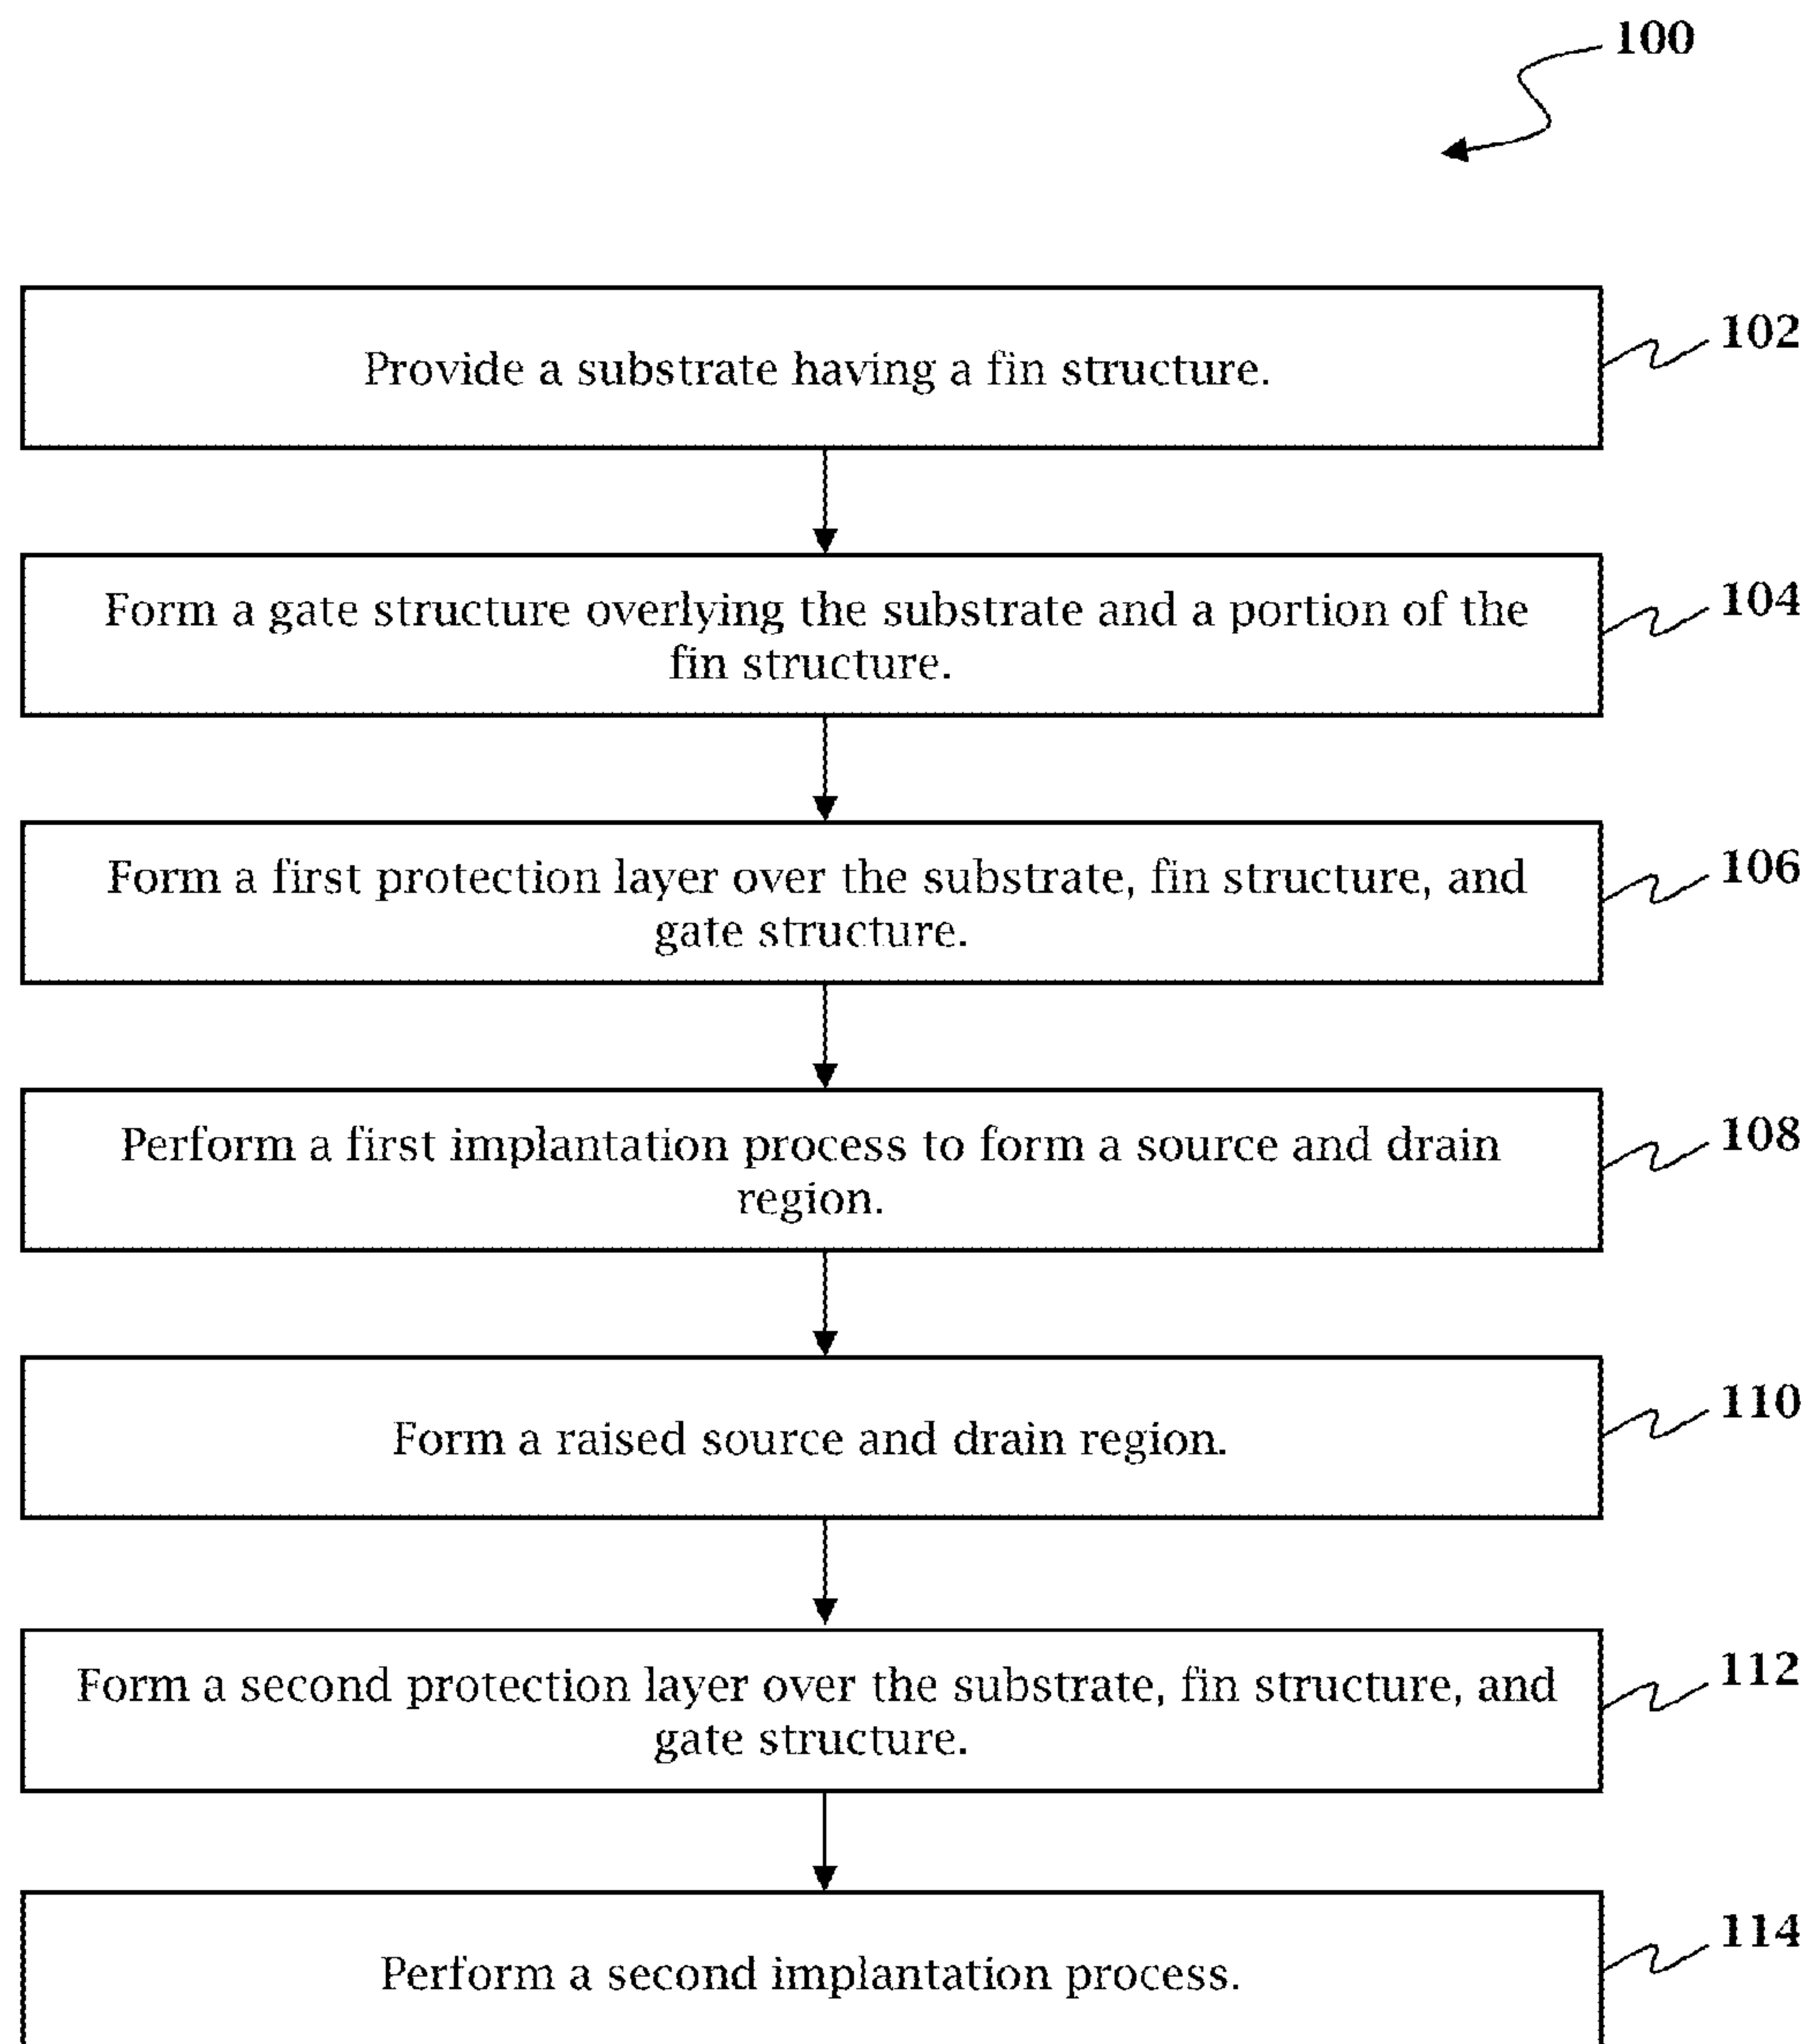 100
Provide a substrate having a fin structure.
102
Form a gate structure overlying the substrate and a portion of the
fin structure.
104
Form a first protection layer over the substrate, fin structure, and
gate structure.
106
Perform a first implantation process to form a source and drain
region.
108
Form a raised source and drain region.
110
Form a second protection layer over the substrate, fin structure, and
gate structure.
112
Perform a second implantation process.
114